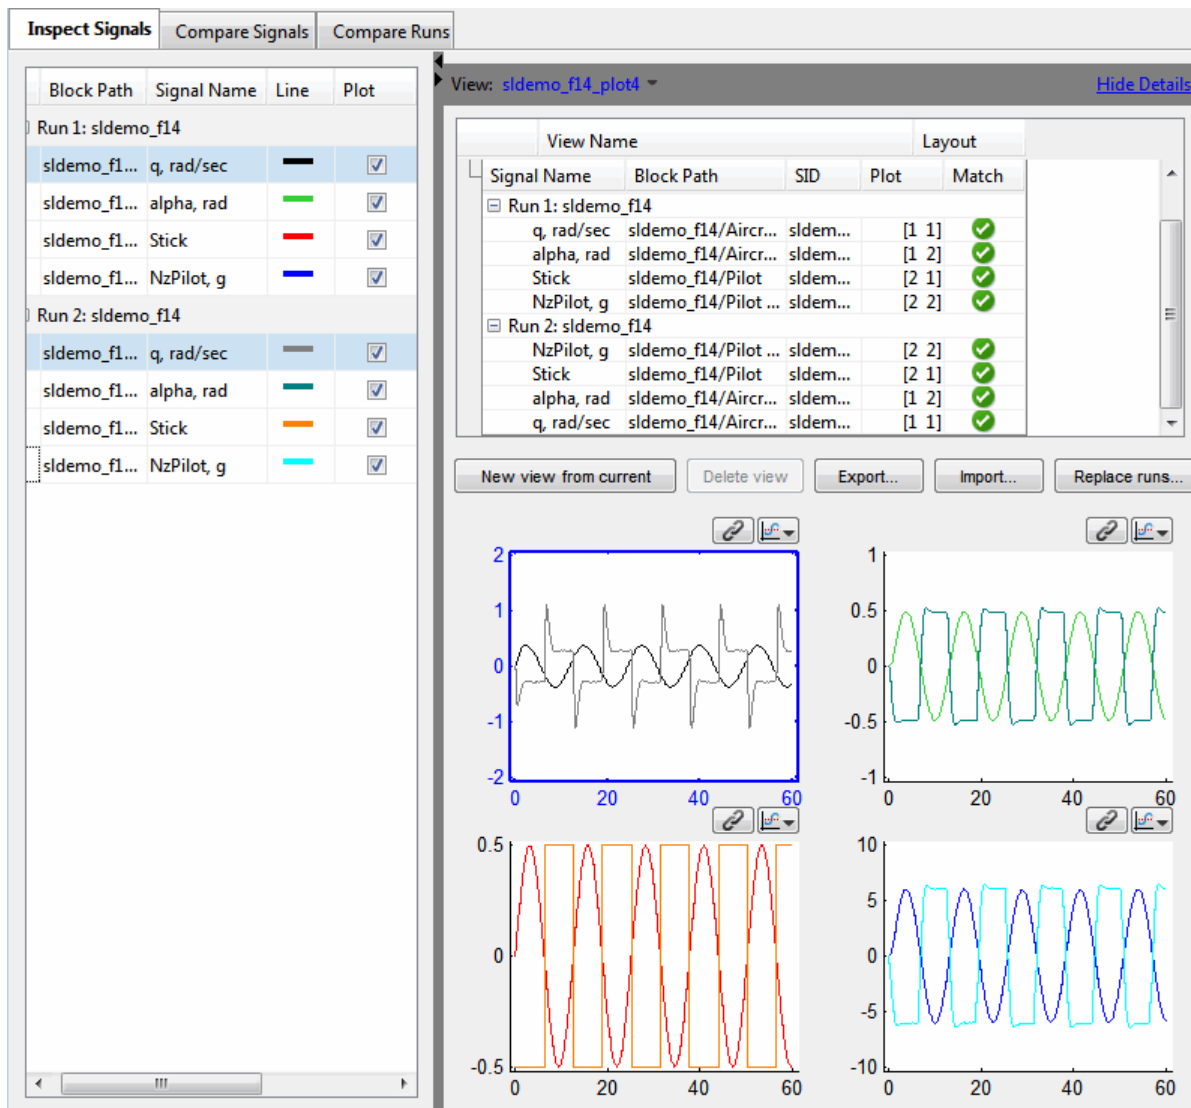 Inspect Signals Compare Signals Compare Runs
Block Path Signal Name Line Plot
Run 1: sldemo_f14
sldemo_f1... q, rad/sec
sldemo_f1... alpha, rad
sldemo_f1... Stick
sldemo_f1... NzPilot, g
Run 2: sldemo_f14
sldemo_f1... q, rad/sec
sldemo_f1... alpha, rad
sldemo_f1... Stick
sldemo_f1... NzPilot, g
View: sldemo_f14_plot4 Hide Details
View Name Layout
Signal Name Block Path SID Plot Match
Run 1: sldemo_f14
q, rad/sec sldemo_f14/Aircr... sldem... [1 1]
alpha, rad sldemo_f14/Aircr... sldem... [1 2]
Stick sldemo_f14/Pilot sldem... [2 1]
NzPilot, g sldemo_f14/Pilot ... sldem... [2 2]
Run 2: sldemo_f14
NzPilot, g sldemo_f14/Pilot ... sldem... [2 2]
Stick sldemo_f14/Pilot sldem... [2 1]
alpha, rad sldemo_f14/Aircr... sldem... [1 2]
q, rad/sec sldemo_f14/Aircr... sldem... [1 1]
New view from current Delete view Export... Import... Replace runs...
2
1
0
-1
-2
0 20 40 60
1
0.5
0
-0.5
-1
0 20 40 60
0.5
0
-0.5
0 20 40 60
10
5
0
-5
-10
0 20 40 60